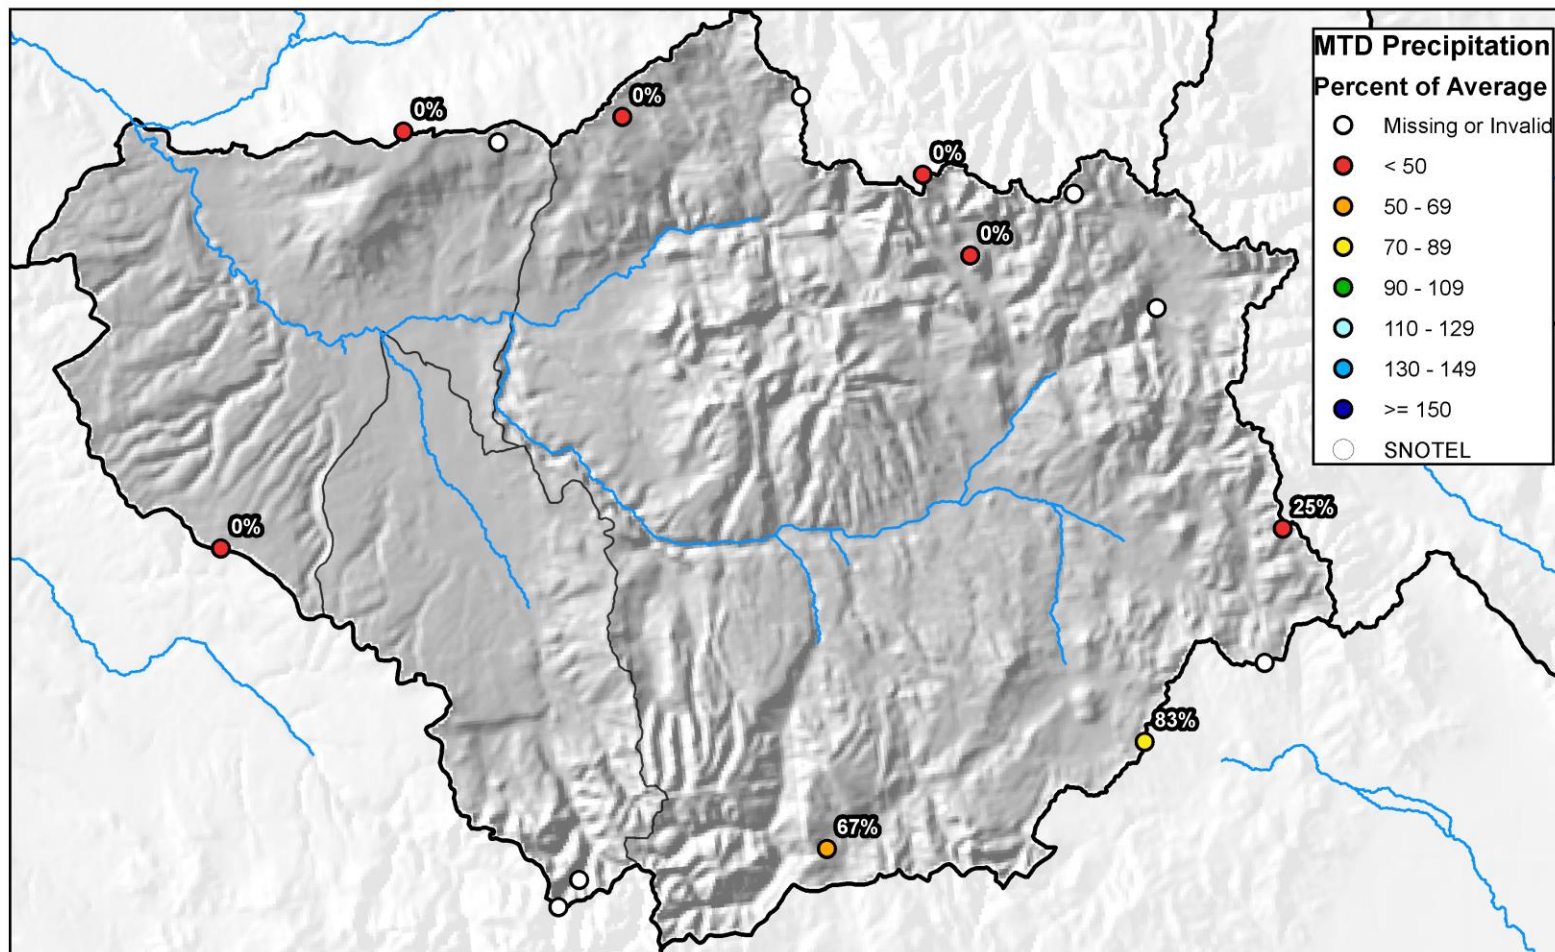 MTD Precipitation
Percent of Average
Missing or Invalid
< 50
50 - 69
70 - 89
90 - 109
110 - 129
130 - 149
>= 150
SNOTEL
0%
0%
0%
0%
0%
25%
83%
67%